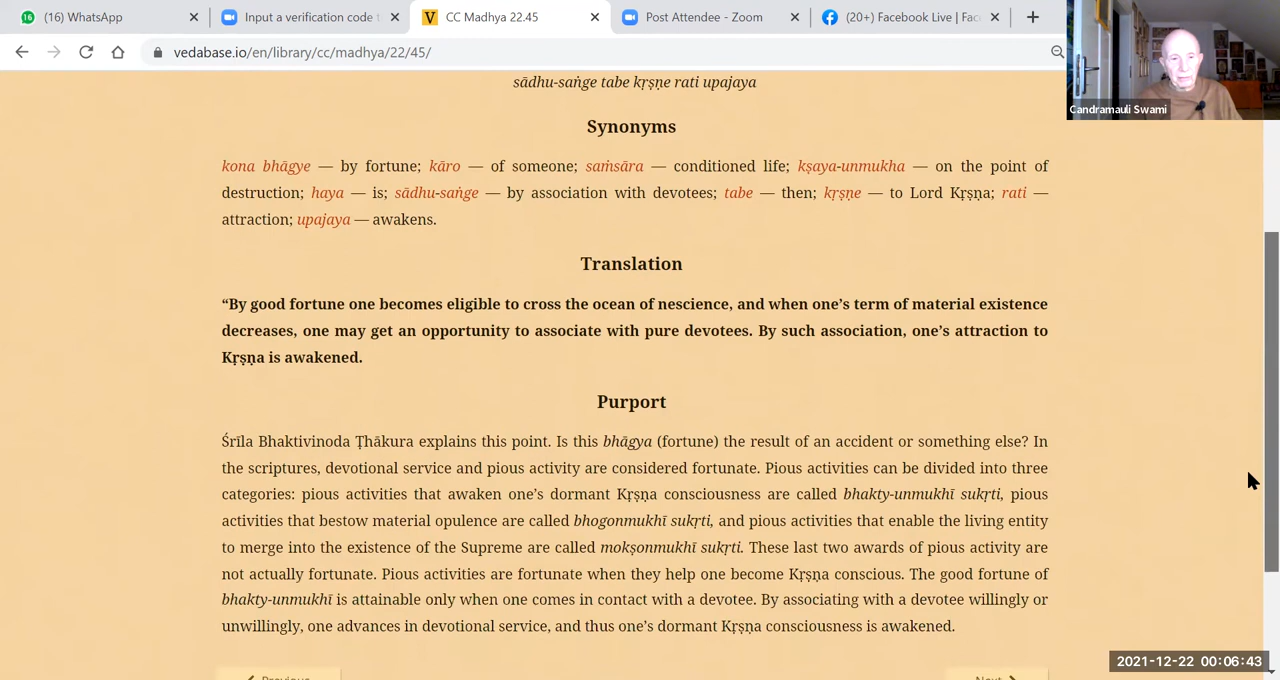 (16) WhatsApp
Input a verification code t
CC Madhya 22.45
Post Attendee - Zoom
(20+) Facebook Live | Fac
vedabase.io/en/library/cc/madhya/22/45/
Candramauli Swami
sādhu-saṅge tabe kṛṣṇe rati upajaya
Synonyms
kona bhāgye — by fortune; kāro — of someone; saṁsāra — conditioned life; kṣaya-unmukha — on the point of
destruction; haya — is; sādhu-saṅge — by association with devotees; tabe — then; kṛṣṇe — to Lord Kṛṣṇa; rati —
attraction; upajaya — awakens.
Translation
“By good fortune one becomes eligible to cross the ocean of nescience, and when one’s term of material existence
decreases, one may get an opportunity to associate with pure devotees. By such association, one’s attraction to
Kṛṣṇa is awakened.
Purport
Śrīla Bhaktivinoda Ṭhākura explains this point. Is this bhāgya (fortune) the result of an accident or something else? In
the scriptures, devotional service and pious activity are considered fortunate. Pious activities can be divided into three
categories: pious activities that awaken one’s dormant Kṛṣṇa consciousness are called bhakty-unmukhī sukṛti, pious
activities that bestow material opulence are called bhogonmukhī sukṛti, and pious activities that enable the living entity
to merge into the existence of the Supreme are called mokṣonmukhī sukṛti. These last two awards of pious activity are
not actually fortunate. Pious activities are fortunate when they help one become Kṛṣṇa conscious. The good fortune of
bhakty-unmukhī is attainable only when one comes in contact with a devotee. By associating with a devotee willingly or
unwillingly, one advances in devotional service, and thus one’s dormant Kṛṣṇa consciousness is awakened.
Previous
Next
2021-12-22 00:06:43